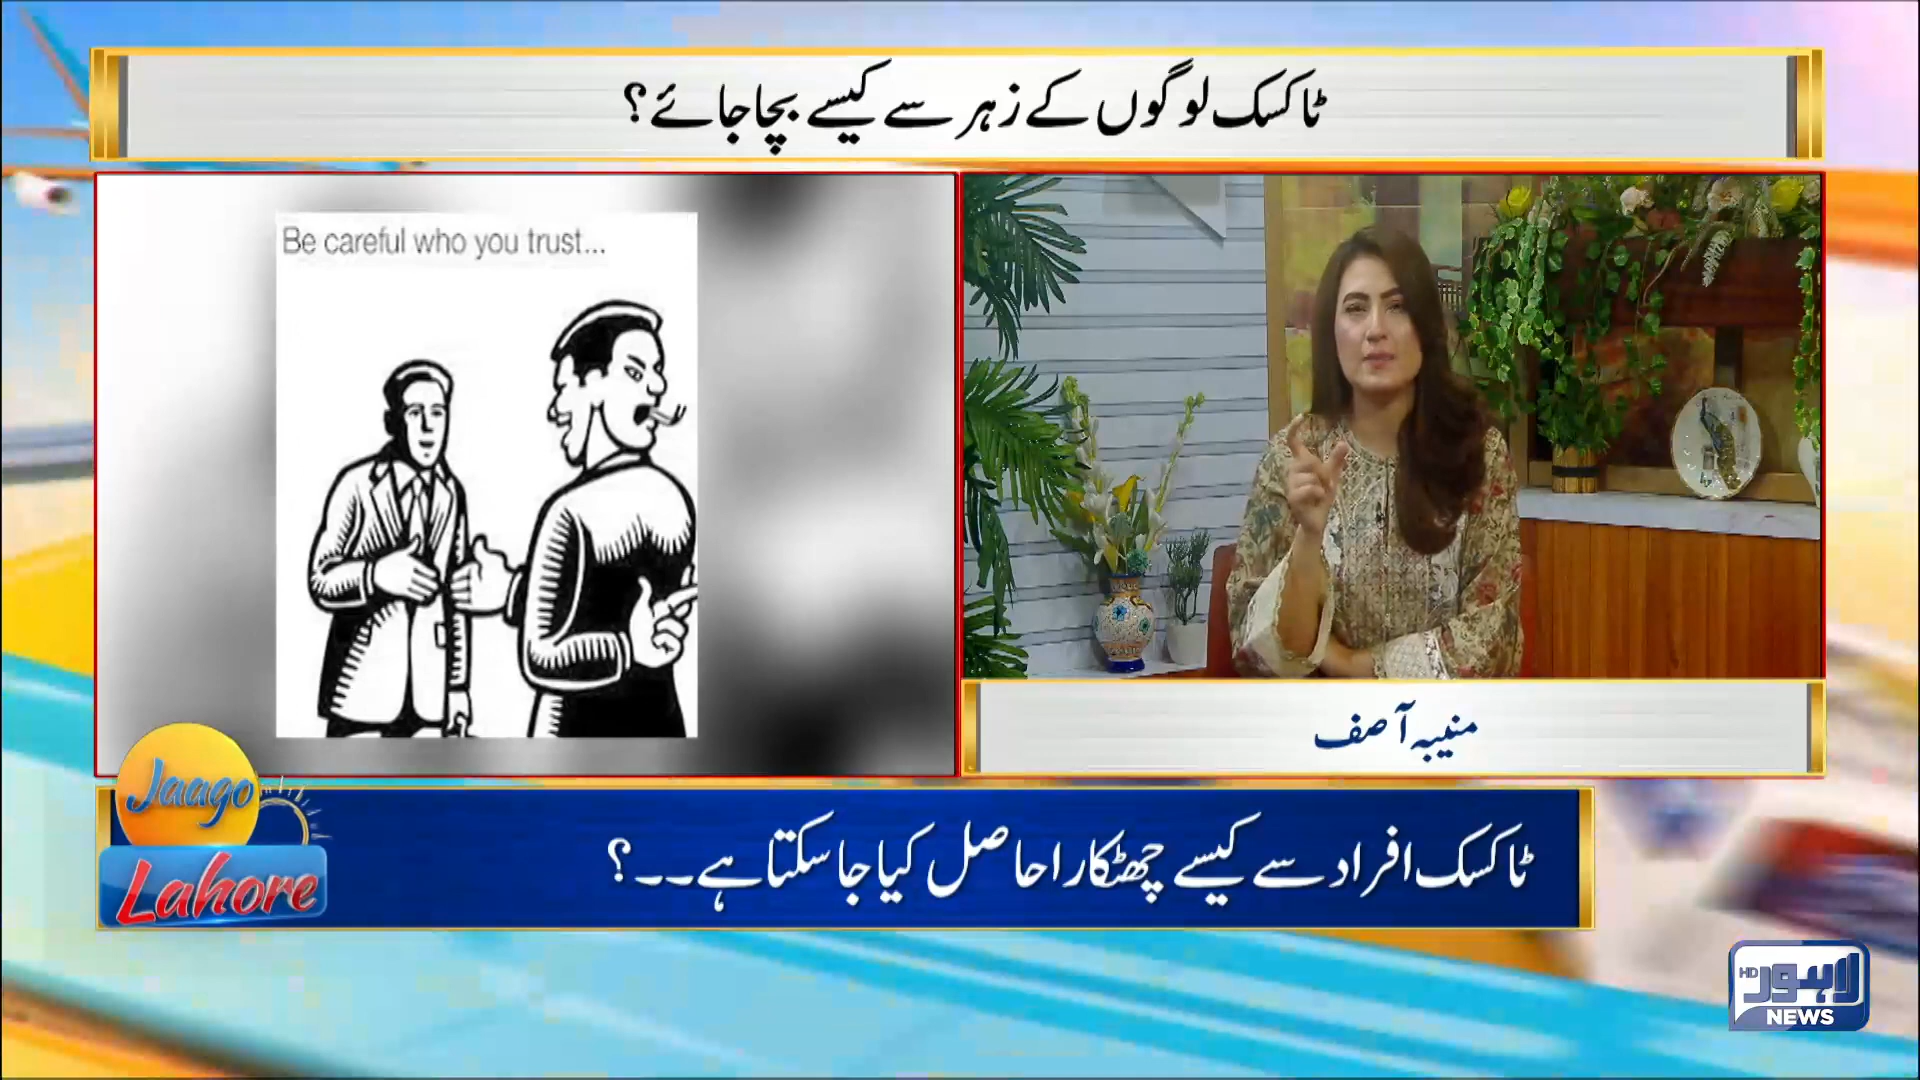 ٹاکسک لوگوں کے زہر سے کیسے بچا جائے؟
Be careful who you trust...
منیبہ آصف
Jaago
Lahore
ٹاکسک افراد سے کیسے چھٹکارا حاصل کیا جا سکتا ہے۔۔۔؟
HD لاہور
NEWS